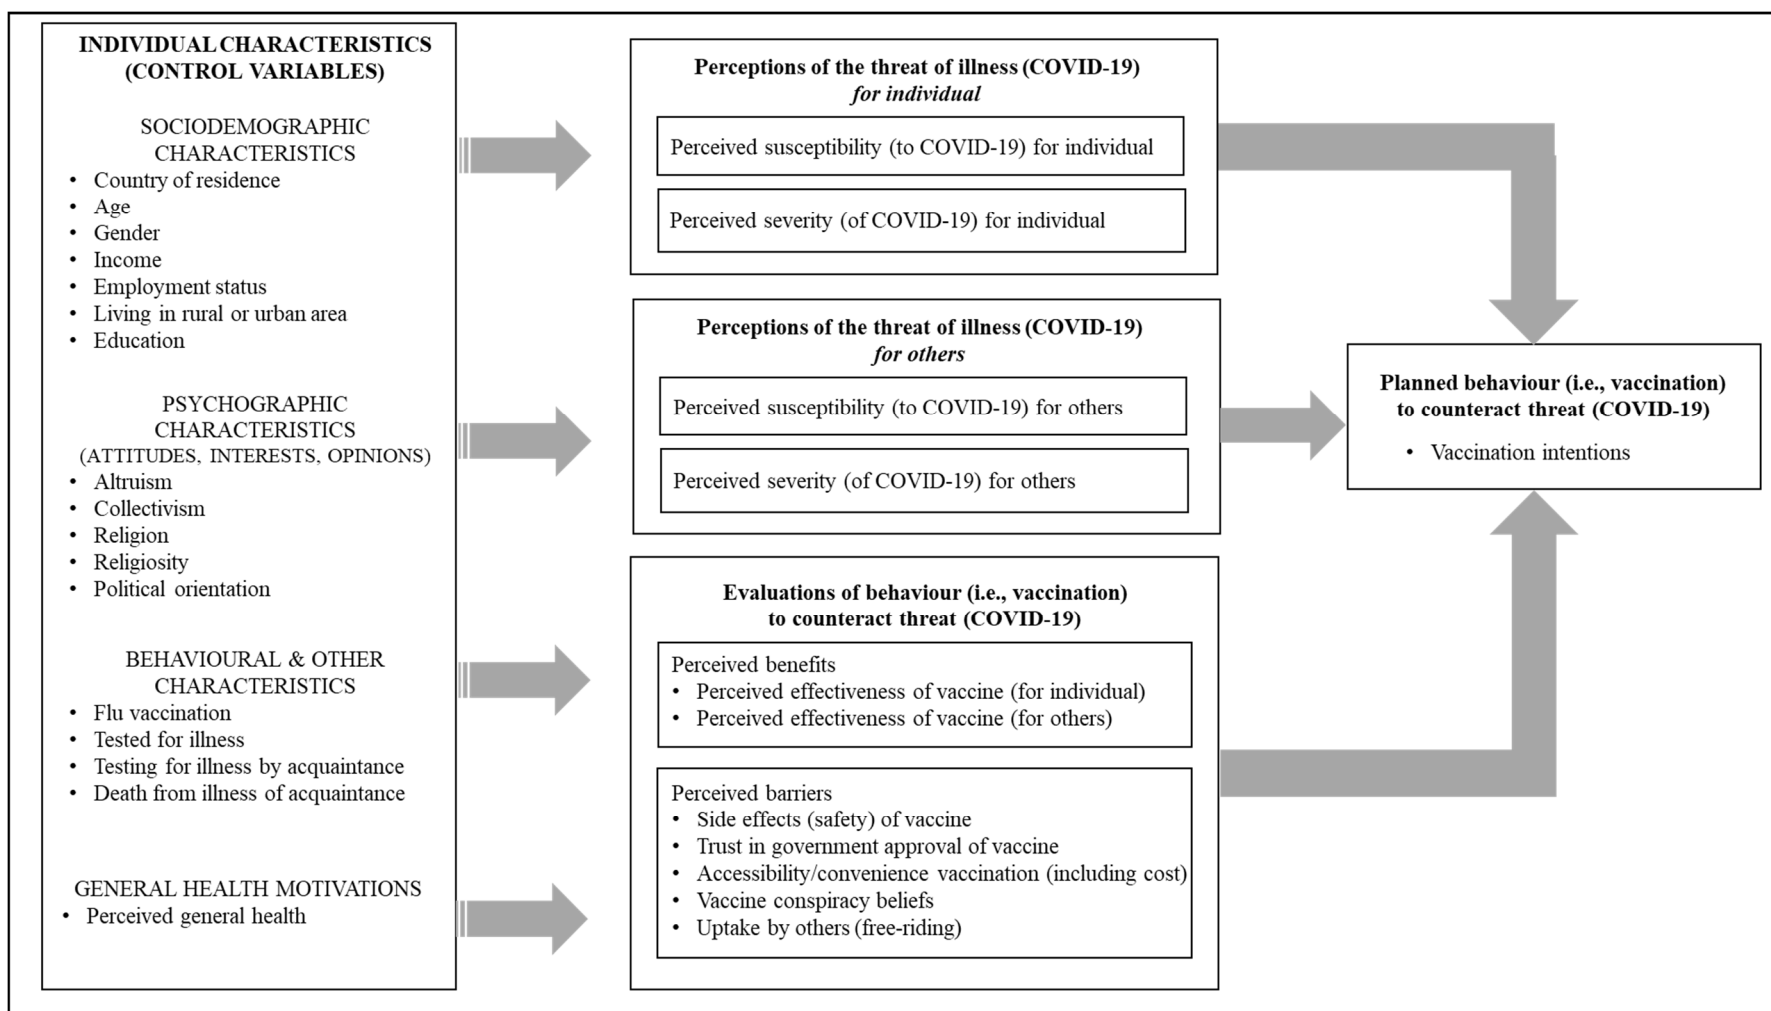 INDIVIDUAL CHARACTERISTICS
(CONTROL VARIABLES)
SOCIODEMOGRAPHIC
CHARACTERISTICS
• Country of residence
• Age
• Gender
• Income
• Employment status
• Living in rural or urban area
• Education
PSYCHOGRAPHIC
CHARACTERISTICS
(ATTITUDES, INTERESTS, OPINIONS)
• Altruism
• Collectivism
• Religion
• Religiosity
• Political orientation
BEHAVIOURAL & OTHER
CHARACTERISTICS
• Flu vaccination
• Tested for illness
• Testing for illness by acquaintance
• Death from illness of acquaintance
GENERAL HEALTH MOTIVATIONS
• Perceived general health
Perceptions of the threat of illness (COVID-19)
for individual
Perceived susceptibility (to COVID-19) for individual
Perceived severity (of COVID-19) for individual
Perceptions of the threat of illness (COVID-19)
for others
Perceived susceptibility (to COVID-19) for others
Perceived severity (of COVID-19) for others
Evaluations of behaviour (i.e., vaccination)
to counteract threat (COVID-19)
Perceived benefits
• Perceived effectiveness of vaccine (for individual)
• Perceived effectiveness of vaccine (for others)
Perceived barriers
• Side effects (safety) of vaccine
• Trust in government approval of vaccine
• Accessibility/convenience vaccination (including cost)
• Vaccine conspiracy beliefs
• Uptake by others (free-riding)
Planned behaviour (i.e., vaccination)
to counteract threat (COVID-19)
• Vaccination intentions